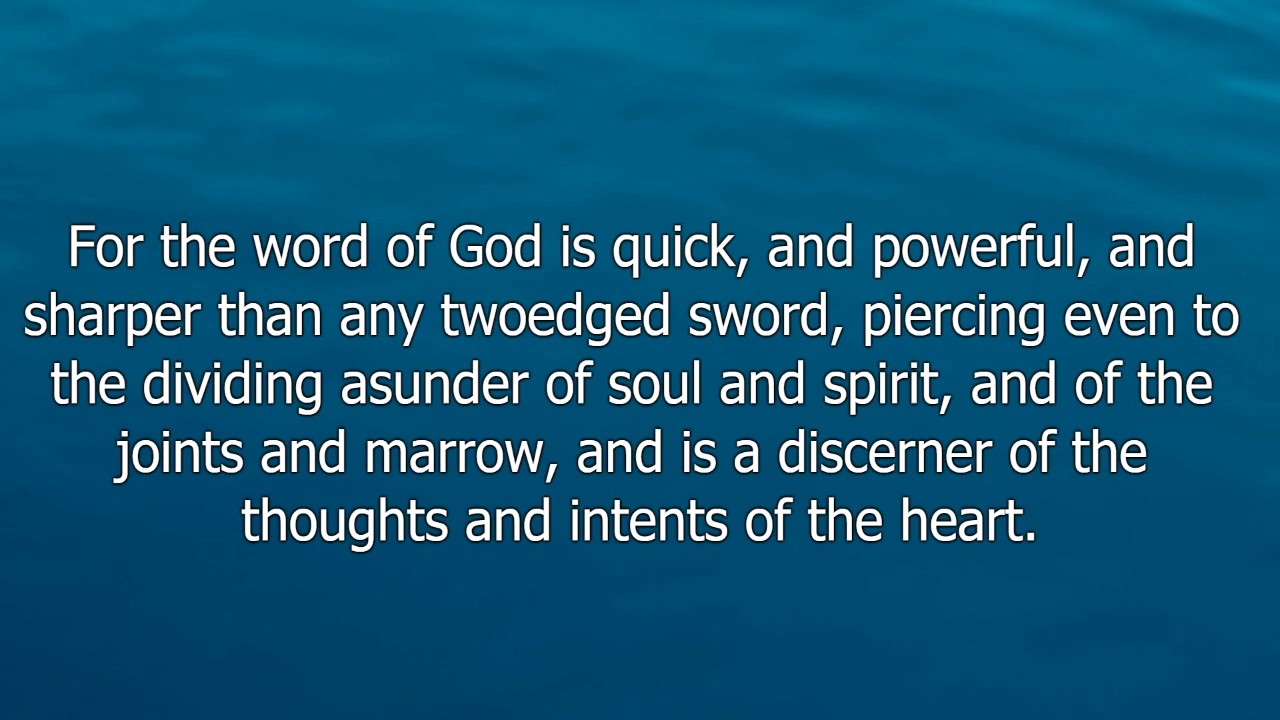 For the word of God is quick, and powerful, and
sharper than any twoedged sword, piercing even to
the dividing asunder of soul and spirit, and of the
joints and marrow, and is a discerner of the
thoughts and intents of the heart.